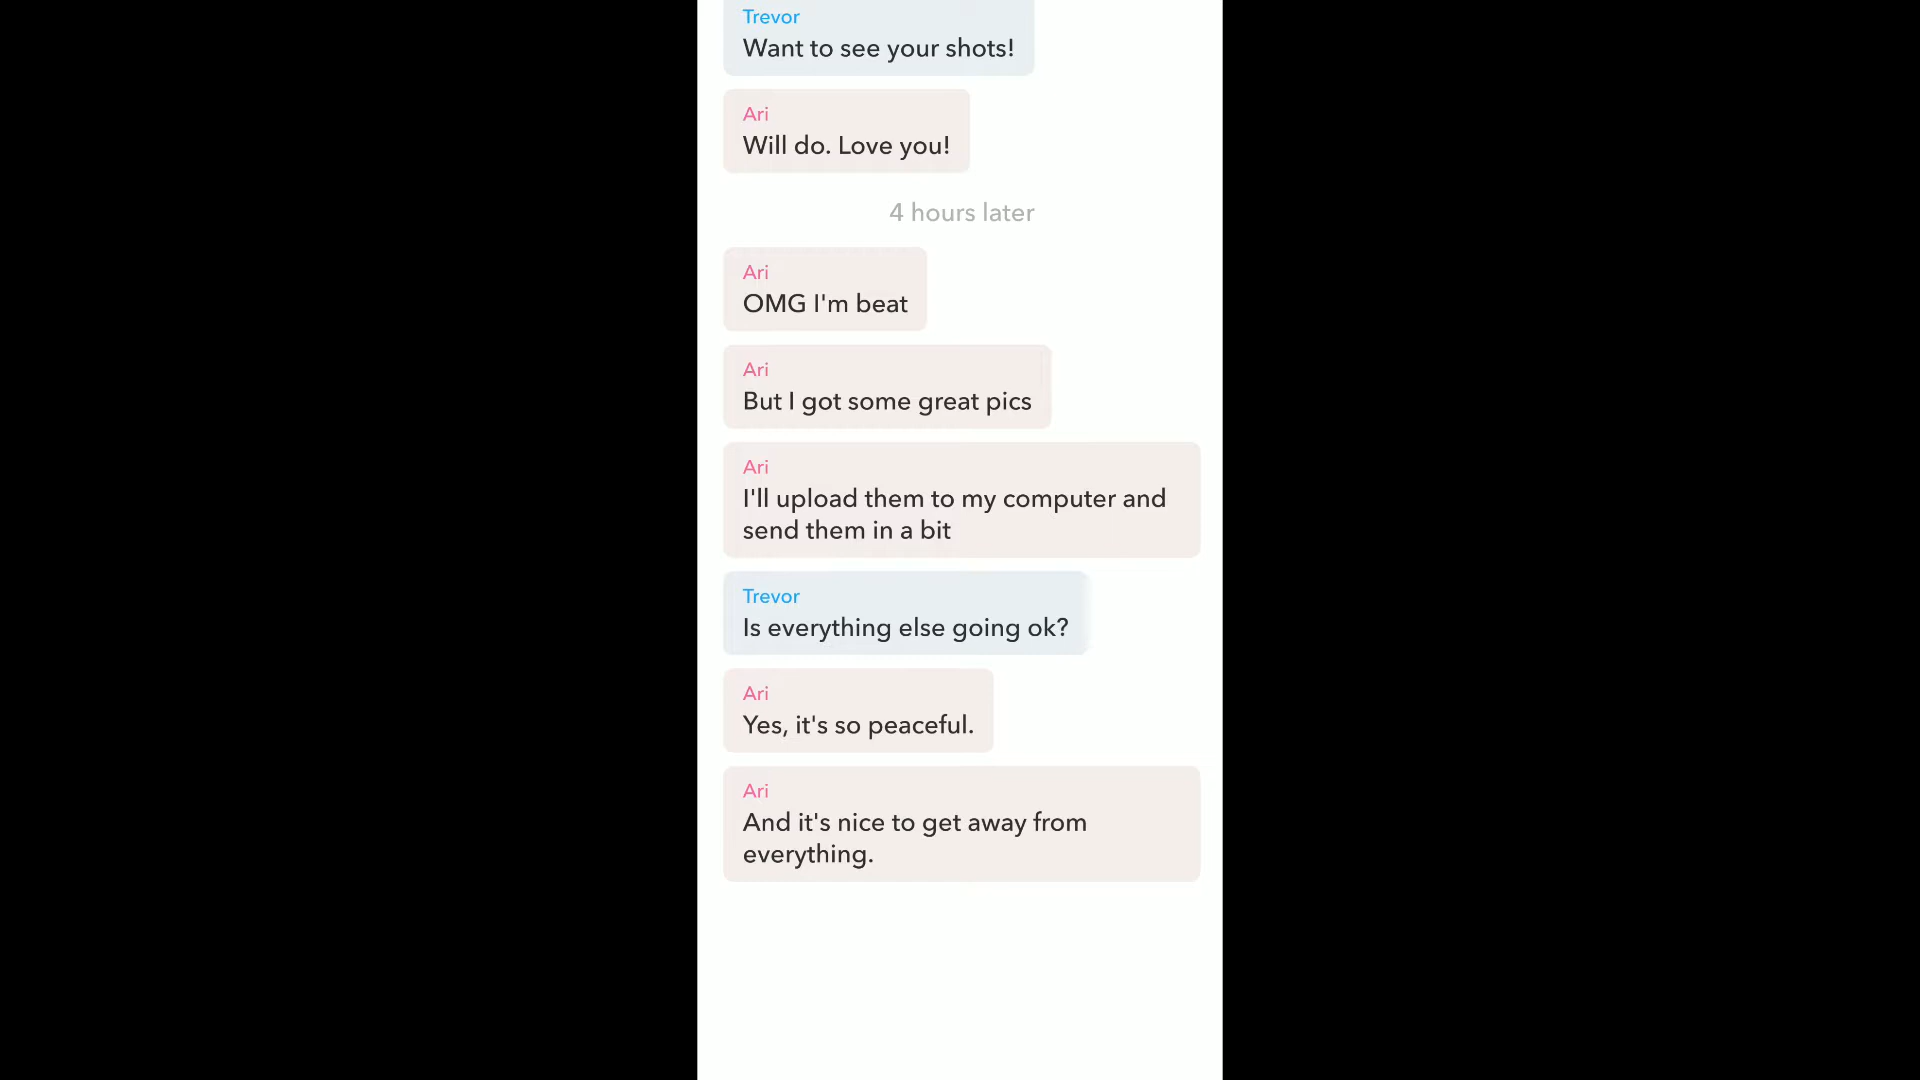 Trevor
Want to see your shots!
Ari
Will do. Love you!
4 hours later
Ari
OMG I'm beat
Ari
But I got some great pics
Ari
I'll upload them to my computer and
send them in a bit
Trevor
Is everything else going ok?
Ari
Yes, it's so peaceful.
Ari
And it's nice to get away from
everything.